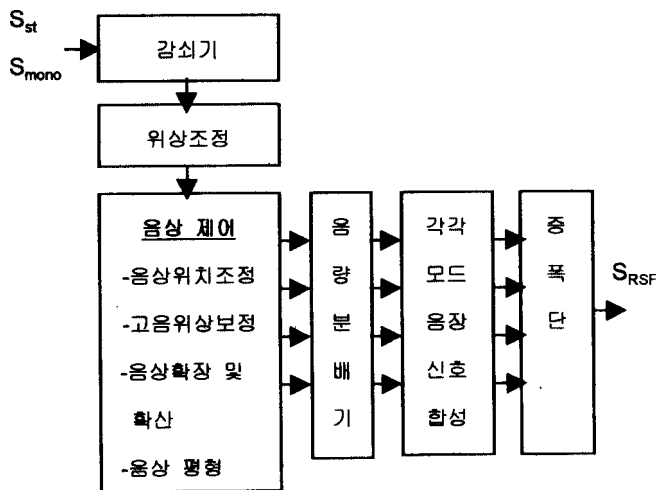 S_st
S_mono
감쇠기
위상조정
음상 제어
-음상위치조정
-고음위상보정
-음상확장 및
확산
-음상 평형
음
량
분
배
기
각각
모드
음장
신호
합성
증
폭
단
S_RSF